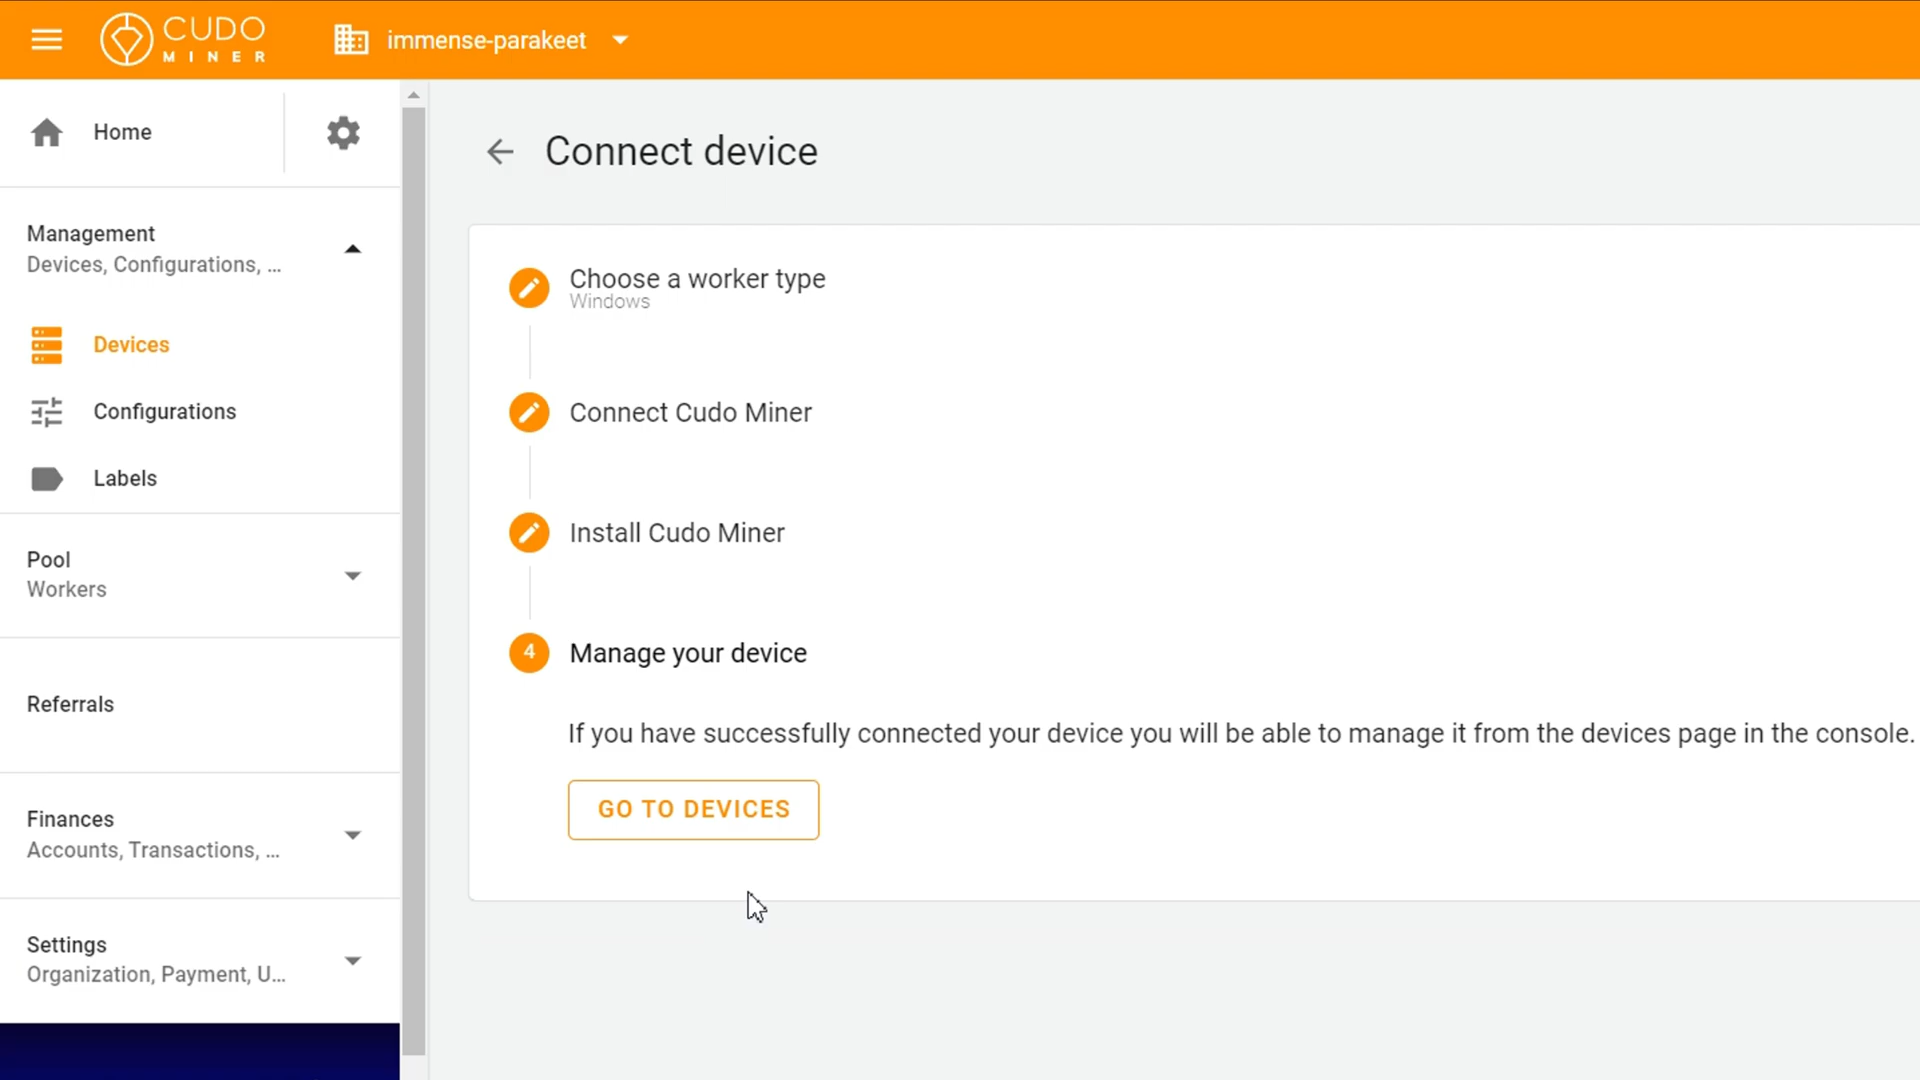 CUDO
MINER
immense-parakeet
Home
Connect device
Management
Devices, Configurations, ...
Choose a worker type
Windows
Devices
Configurations
Connect Cudo Miner
Labels
Install Cudo Miner
Pool
Workers
4
Manage your device
Referrals
If you have successfully connected your device you will be able to manage it from the devices page in the console.
GO TO DEVICES
Finances
Accounts, Transactions, ...
Settings
Organization, Payment, U...